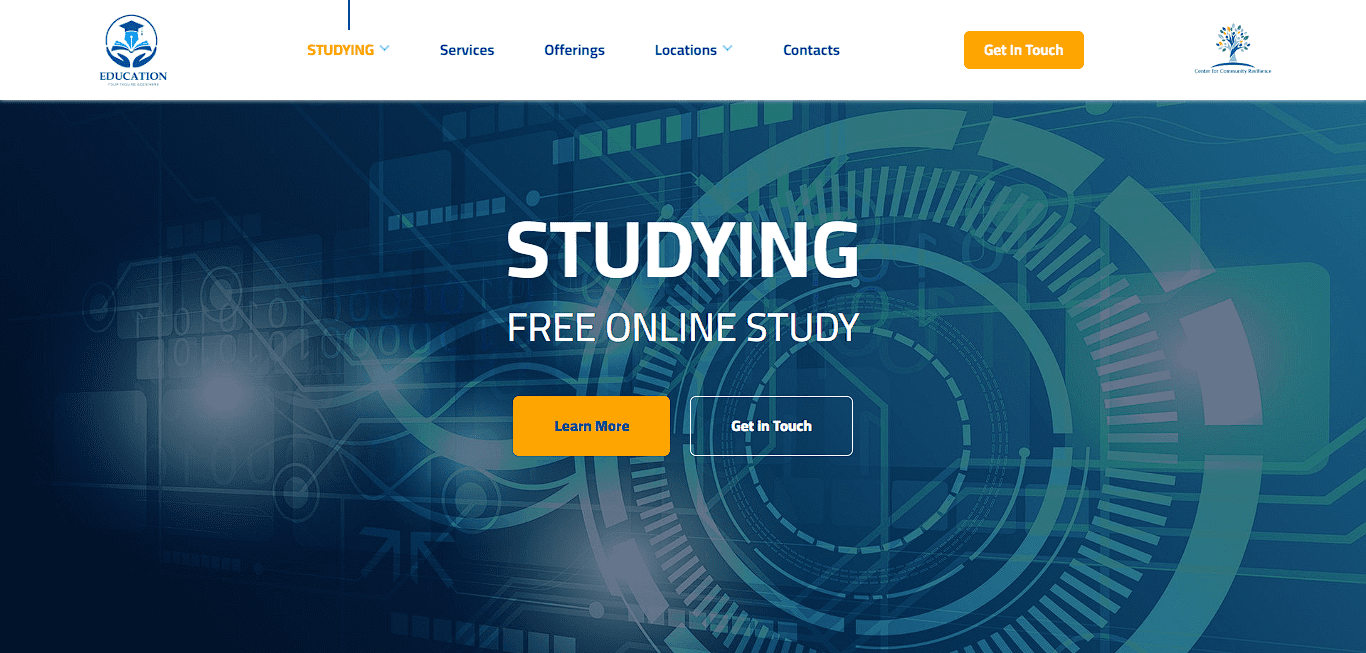 EDUCATION
STUDYING
Services
Offerings
Locations
Contacts
Get in Touch
Center for Community Resilience
STUDYING
FREE ONLINE STUDY
Learn More
Get in Touch